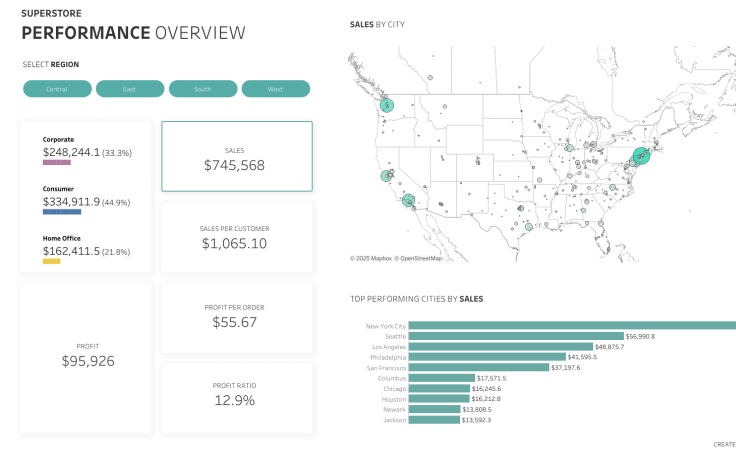 SUPERSTORE
PERFORMANCE OVERVIEW
SELECT REGION
Central
East
South
West
Corporate
$248,244.1 (33.3%)
Consumer
$334,911.9 (44.9%)
Home Office
$162,411.5 (21.8%)
SALES
$745,568
SALES PER CUSTOMER
$1,065.10
PROFIT
$95,926
PROFIT PER ORDER
$55.67
PROFIT RATIO
12.9%
SALES BY CITY
© 2025 Mapbox © OpenStreetMap
TOP PERFORMING CITIES BY SALES
New York City
Seattle $56,990.8
Los Angeles $48,875.7
Philadelphia $41,595.5
San Francisco $37,197.6
Columbus $17,571.5
Chicago $16,245.6
Houston $16,212.8
Newark $13,808.5
Jackson $13,592.3
CREATE